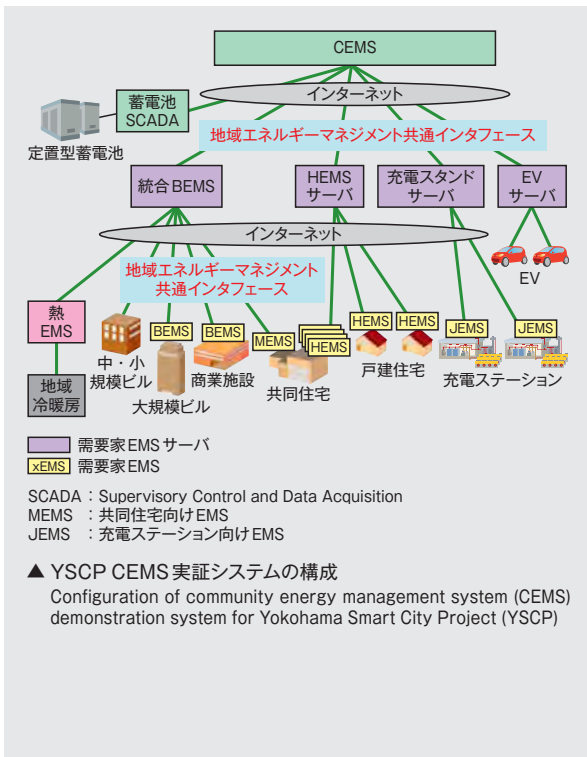 CEMS
インターネット
蓄電池
SCADA
定置型蓄電池
地域エネルギーマネジメント共通インタフェース
統合BEMS
HEMS
サーバ
充電スタンド
サーバ
EV
サーバ
インターネット
EV
地域エネルギーマネジメント
共通インタフェース
熱
EMS
地域
冷暖房
中・小
規模ビル
BEMS
大規模ビル
BEMS
商業施設
MEMS
HEMS
共同住宅
HEMS
HEMS
戸建住宅
JEMS
JEMS
充電ステーション
需要家EMSサーバ
xEMS 需要家EMS
SCADA：Supervisory Control and Data Acquisition
MEMS ：共同住宅向けEMS
JEMS ：充電ステーション向けEMS
▲ YSCP CEMS実証システムの構成
Configuration of community energy management system (CEMS)
demonstration system for Yokohama Smart City Project (YSCP)